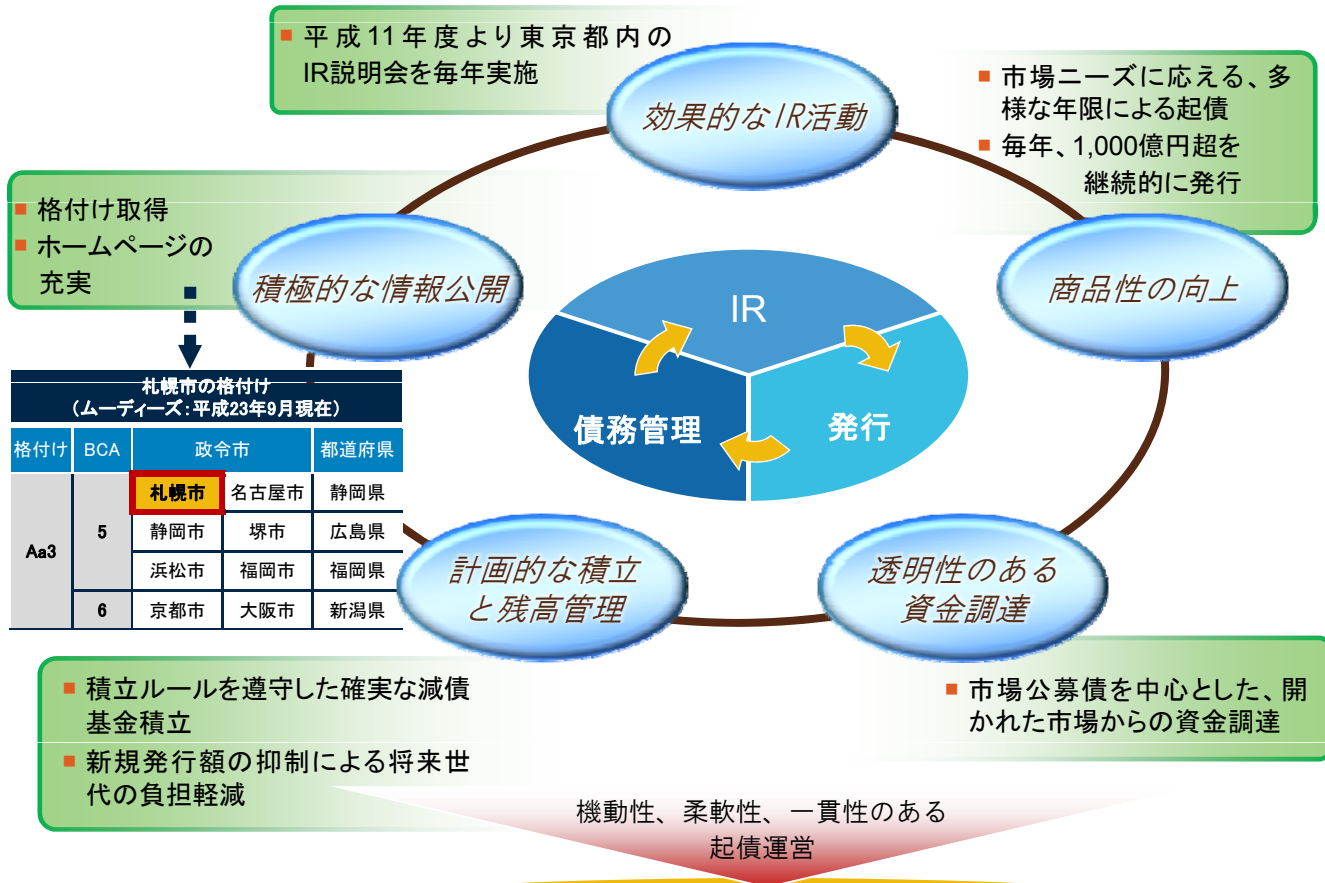 平成11年度より東京都内の
IR説明会を毎年実施
効果的なIR活動
市場ニーズに応える、多
様な年限による起債
毎年、1,000億円超を
継続的に発行
格付け取得
ホームページの
充実
積極的な情報公開
商品性の向上
IR
債務管理
発行
札幌市の格付け
（ムーディーズ：平成23年9月現在）
格付け BCA 政令市 都道府県
Aa3 5 札幌市 名古屋市 静岡県
静岡市 堺市 広島県
浜松市 福岡市 福岡県
6 京都市 大阪市 新潟県
計画的な積立
と残高管理
透明性のある
資金調達
積立ルールを遵守した確実な減債
基金積立
新規発行額の抑制による将来世
代の負担軽減
市場公募債を中心とした、開
かれた市場からの資金調達
機動性、柔軟性、一貫性のある
起債運営